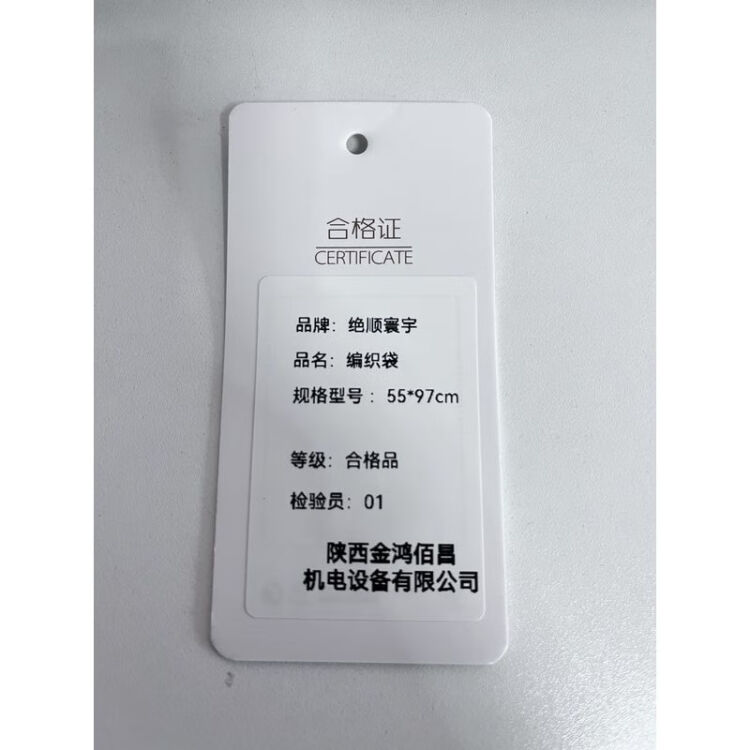 合格证
CERTIFICATE
品牌：绝顺寰宇
品名：编织袋
规格型号：55*97cm
等级：合格品
检验员：01
陕西金鸿佰昌
机电设备有限公司